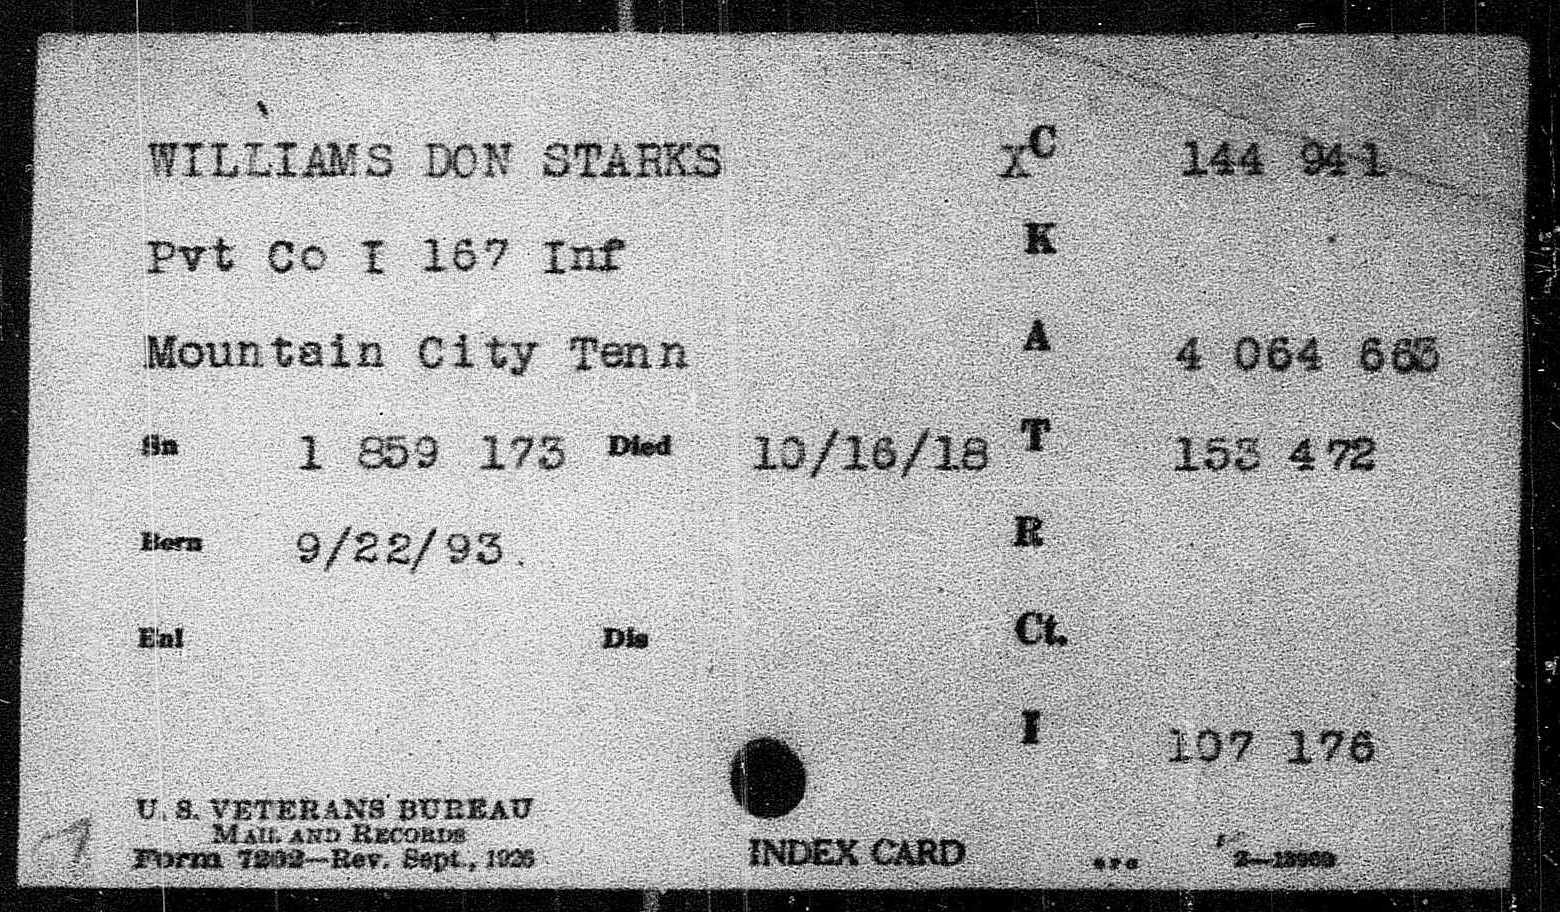 WILLIAMS DON STARKS XC 144 941
Pvt Co I 167 Inf K
Mountain City Tenn A 4 064 663
Sn 1 859 173 Died 10/16/18 T 153 472
Born 9/22/93. R
Enl Dis Ct.
I 107 176
U. S. VETERANS BUREAU
MAIL AND RECORDS
Form 7202—Rev. Sept., 1926
INDEX CARD